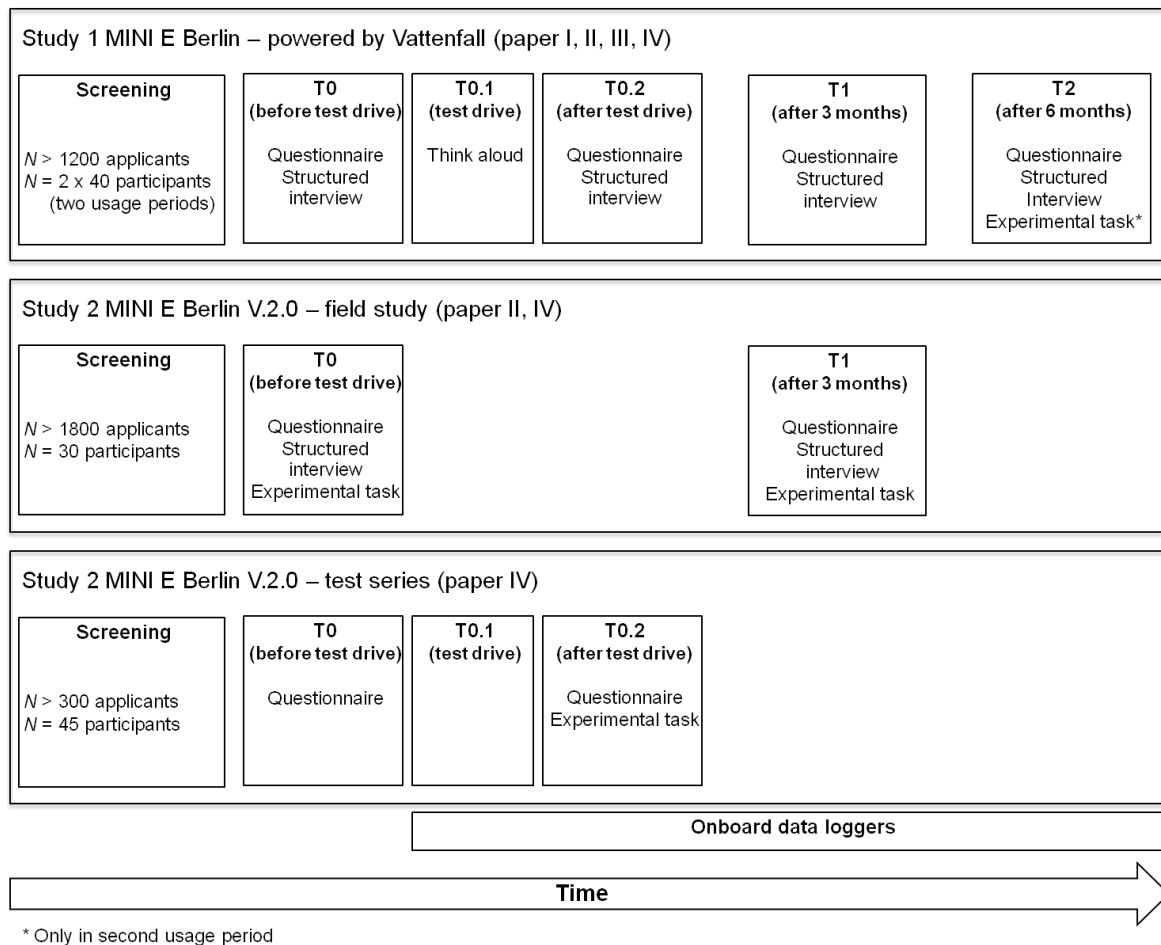 Study 1 MINI E Berlin – powered by Vattenfall (paper I, II, III, IV)
Screening
N > 1200 applicants
N = 2 x 40 participants
(two usage periods)
T0
(before test drive)
Questionnaire
Structured
interview
T0.1
(test drive)
Think aloud
T0.2
(after test drive)
Questionnaire
Structured
interview
T1
(after 3 months)
Questionnaire
Structured
interview
T2
(after 6 months)
Questionnaire
Structured
Interview
Experimental task*
Study 2 MINI E Berlin V.2.0 – field study (paper II, IV)
Screening
N > 1800 applicants
N = 30 participants
T0
(before test drive)
Questionnaire
Structured
interview
Experimental task
T1
(after 3 months)
Questionnaire
Structured
interview
Experimental task
Study 2 MINI E Berlin V.2.0 – test series (paper IV)
Screening
N > 300 applicants
N = 45 participants
T0
(before test drive)
Questionnaire
T0.1
(test drive)
T0.2
(after test drive)
Questionnaire
Experimental task
Onboard data loggers
Time
* Only in second usage period